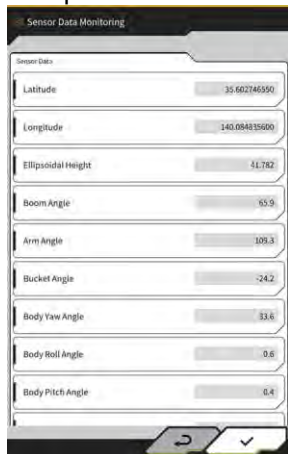 Sensor Data Monitoring
Sensor Data
Latitude 35.602746550
Longitude 140.084835600
Ellipsoidal Height 41.782
Boom Angle 65.9
Arm Angle 109.3
Bucket Angle -24.2
Body Yaw Angle 33.6
Body Roll Angle 0.6
Body Pitch Angle 0.4